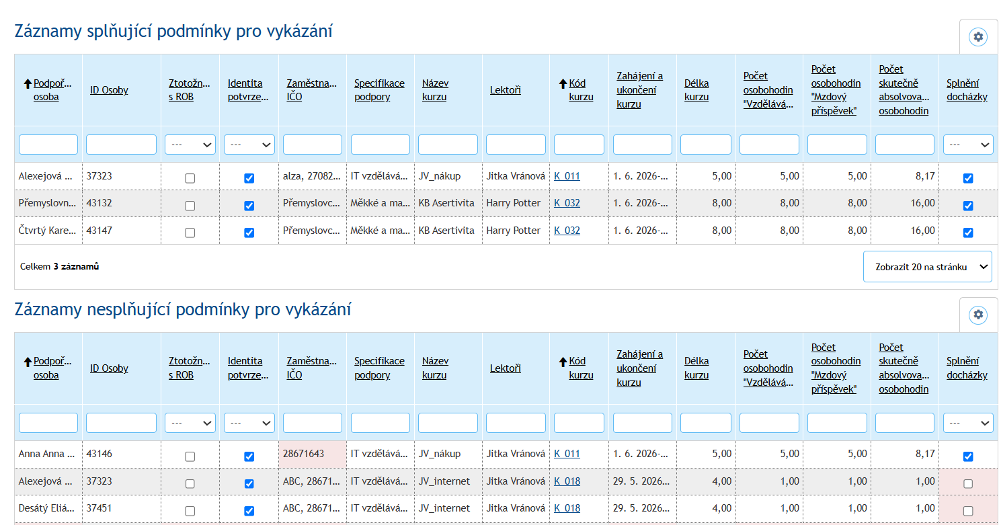 Záznamy splňující podmínky pro vykázání
Podpoř... osoba ID Osoby Ztotožn... s ROB Identita potvrze... Zaměstna... IČO Specifikace podpory Název kurzu Lektoři Kód kurzu Zahájení a ukončení kurzu Délka kurzu Počet osobohodin "Vzdělává... Počet osobohodin "Mzdový příspěvek" Počet skutečně absolvova... osobohodin Splnění docházky
--- --- ---
Alexejová ... 37323 alza, 27082... IT vzdělává... JV_nákup Jitka Vránová K_011 1. 6. 2026-... 5,00 5,00 5,00 8,17
Přemyslovn... 43132 Přemyslovc... Měkké a ma... KB Asertivita Harry Potter K_032 1. 6. 2026-... 8,00 8,00 8,00 16,00
Čtvrtý Kare... 43147 Přemyslovc... Měkké a ma... KB Asertivita Harry Potter K_032 1. 6. 2026-... 8,00 8,00 8,00 16,00
Celkem 3 záznamů Zobrazit 20 na stránku
Záznamy nesplňující podmínky pro vykázání
Podpoř... osoba ID Osoby Ztotožn... s ROB Identita potvrze... Zaměstna... IČO Specifikace podpory Název kurzu Lektoři Kód kurzu Zahájení a ukončení kurzu Délka kurzu Počet osobohodin "Vzdělává... Počet osobohodin "Mzdový příspěvek" Počet skutečně absolvova... osobohodin Splnění docházky
--- --- ---
Anna Anna ... 43146 28671643 IT vzdělává... JV_nákup Jitka Vránová K_011 1. 6. 2026-... 5,00 5,00 5,00 8,17
Alexejová ... 37323 ABC, 28671... IT vzdělává... JV_internet Jitka Vránová K_018 29. 5. 2026... 4,00 1,00 1,00 1,00
Desátý Eliá... 37451 ABC, 28671... IT vzdělává... JV_internet Jitka Vránová K_018 29. 5. 2026... 4,00 1,00 1,00 1,00